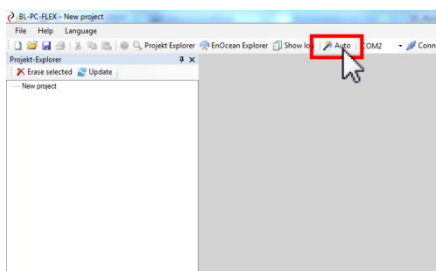 BL-PC-FLEX - New project
File Help Language
Projekt Explorer EnOcean Explorer Show log Auto COM2 Conn
Projekt-Explorer
Erase selected Update
New project